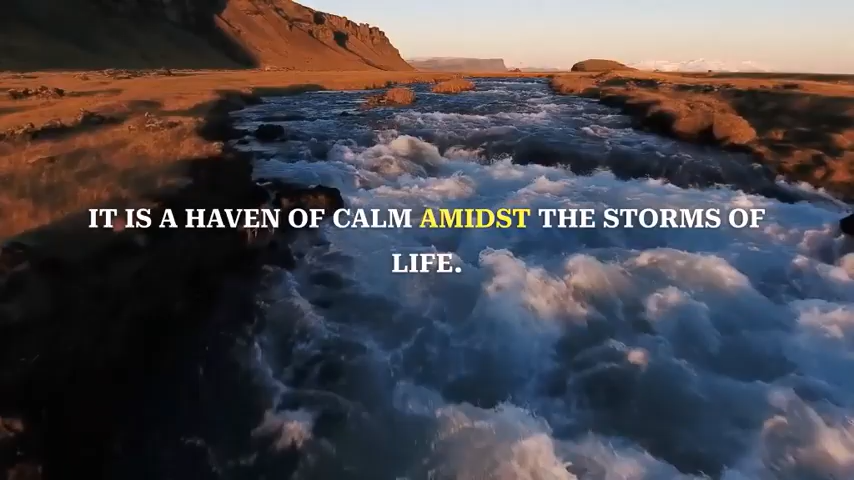 IT IS A HAVEN OF CALM AMIDST THE STORMS OF
LIFE.